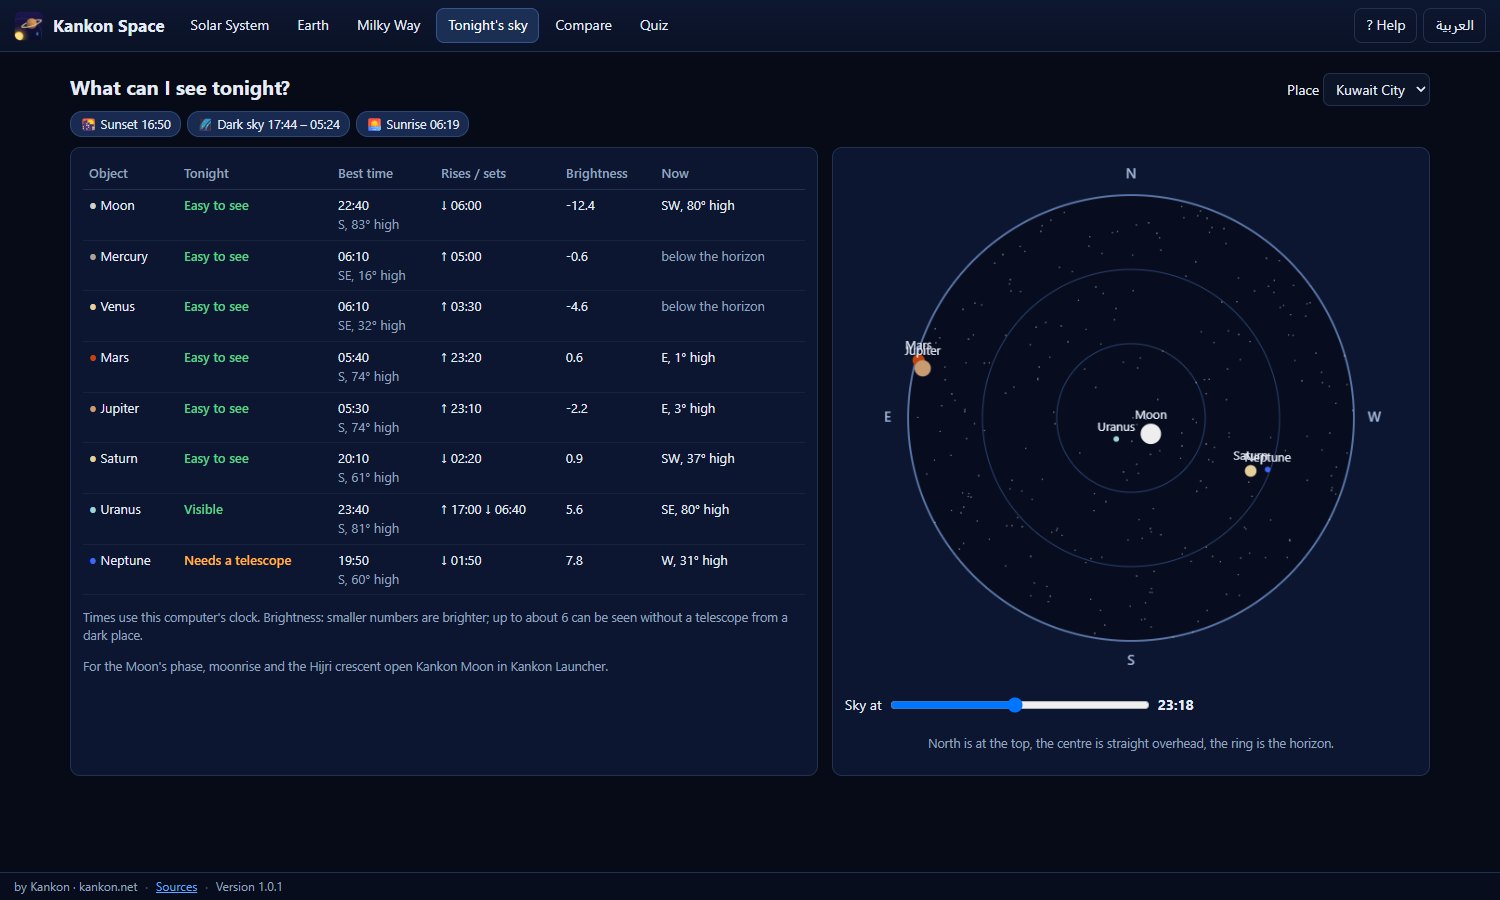 Kankon Space
Solar System
Earth
Milky Way
Tonight's sky
Compare
Quiz
? Help
العربية
What can I see tonight?
Place Kuwait City
Sunset 16:50
Dark sky 17:44 – 05:24
Sunrise 06:19
Object Tonight Best time Rises / sets Brightness Now
Moon Easy to see 22:40 ↓ 06:00 -12.4 SW, 80° high
S, 83° high
Mercury Easy to see 06:10 ↑ 05:00 -0.6 below the horizon
SE, 16° high
Venus Easy to see 06:10 ↑ 03:30 -4.6 below the horizon
SE, 32° high
Mars Easy to see 05:40 ↑ 23:20 0.6 E, 1° high
S, 74° high
Jupiter Easy to see 05:30 ↑ 23:10 -2.2 E, 3° high
S, 74° high
Saturn Easy to see 20:10 ↓ 02:20 0.9 SW, 37° high
S, 61° high
Uranus Visible 23:40 ↑ 17:00 ↓ 06:40 5.6 SE, 80° high
S, 81° high
Neptune Needs a telescope 19:50 ↓ 01:50 7.8 W, 31° high
S, 60° high
Times use this computer's clock. Brightness: smaller numbers are brighter; up to about 6 can be seen without a telescope from a
dark place.
For the Moon's phase, moonrise and the Hijri crescent open Kankon Moon in Kankon Launcher.
N
Mars
Jupiter
E
W
Moon
Uranus
Saturn
Neptune
S
Sky at 23:18
North is at the top, the centre is straight overhead, the ring is the horizon.
by Kankon · kankon.net · Sources · Version 1.0.1